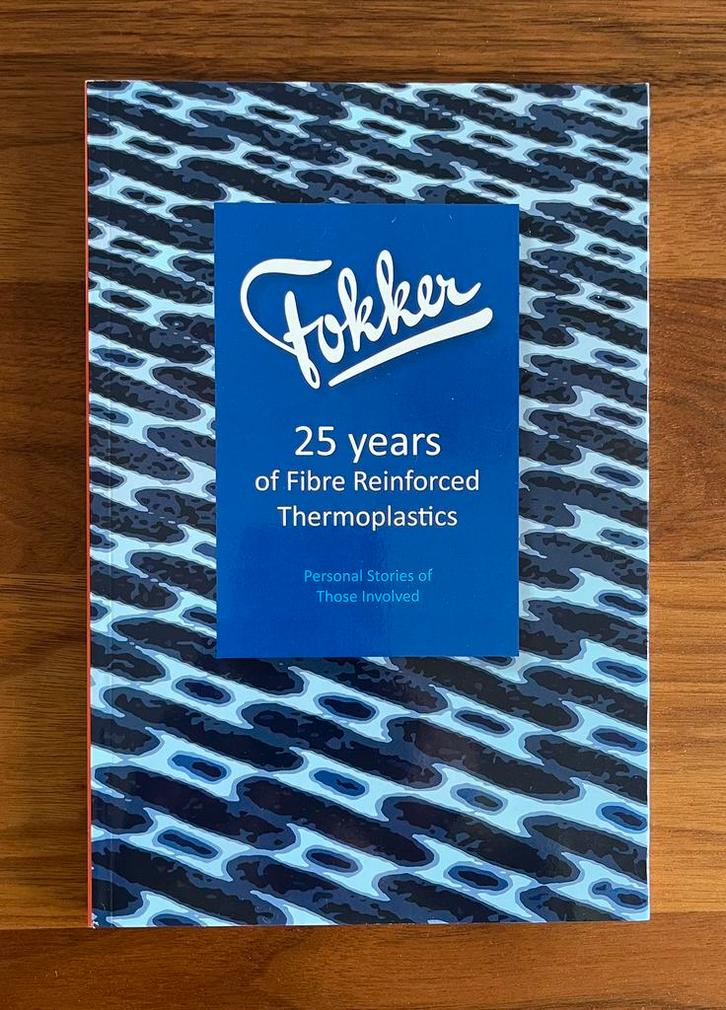 Fokker
25 years
of Fibre Reinforced
Thermoplastics
Personal Stories of
Those Involved